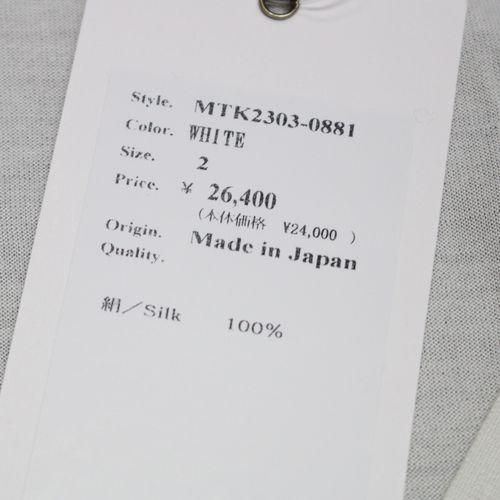 Style. MTK2303-0881
Color. WHITE
Size. 2
Price. ¥ 26,400
(本体価格 ¥24,000 )
Origin. Made in Japan
Quality.
絹/Silk 100%